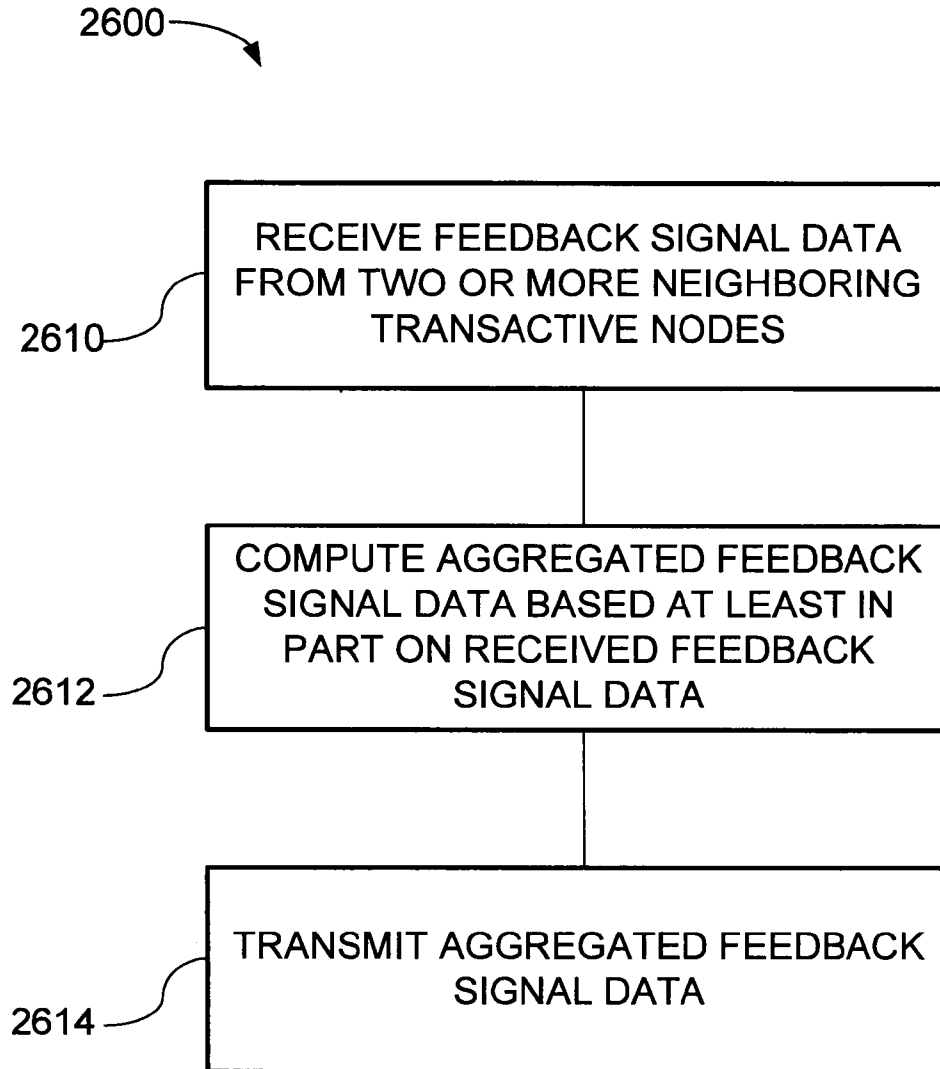 2600
RECEIVE FEEDBACK SIGNAL DATA
FROM TWO OR MORE NEIGHBORING
TRANSACTIVE NODES
2610
COMPUTE AGGREGATED FEEDBACK
SIGNAL DATA BASED AT LEAST IN
PART ON RECEIVED FEEDBACK
SIGNAL DATA
2612
TRANSMIT AGGREGATED FEEDBACK
SIGNAL DATA
2614